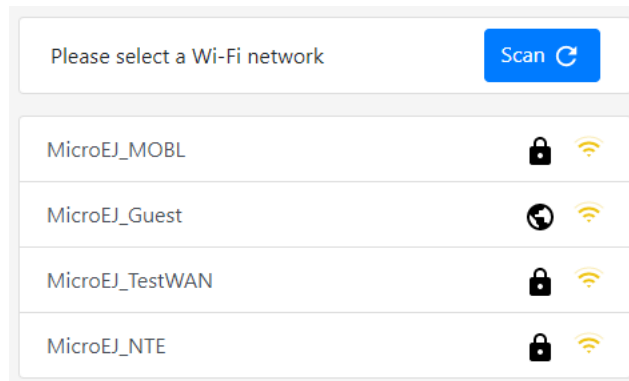 Please select a Wi-Fi network
Scan
MicroEJ_MOBL
MicroEJ_Guest
MicroEJ_TestWAN
MicroEJ_NTE